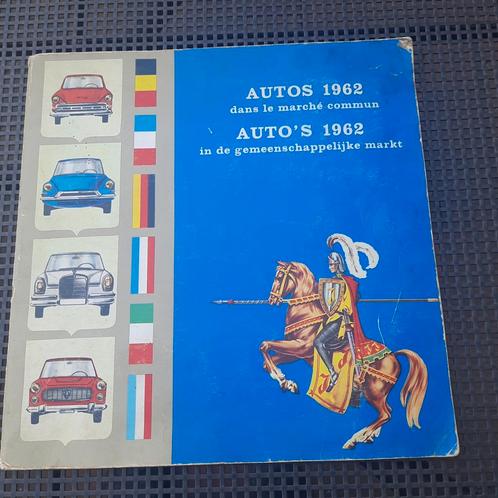 AUTOS 1962
dans le marché commun
AUTO'S 1962
in de gemeenschappelijke markt